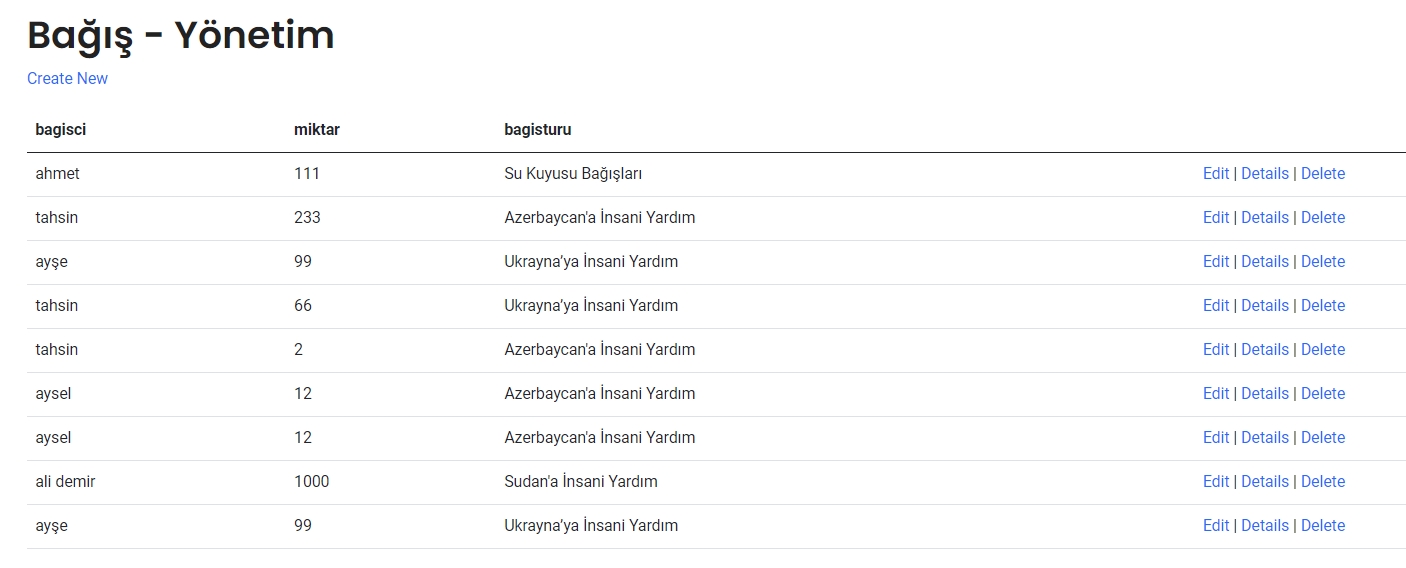 Bağış - Yönetim
Create New
bagisci miktar bagisturu
ahmet 111 Su Kuyusu Bağışları Edit | Details | Delete
tahsin 233 Azerbaycan'a İnsani Yardım Edit | Details | Delete
ayşe 99 Ukrayna’ya İnsani Yardım Edit | Details | Delete
tahsin 66 Ukrayna’ya İnsani Yardım Edit | Details | Delete
tahsin 2 Azerbaycan'a İnsani Yardım Edit | Details | Delete
aysel 12 Azerbaycan'a İnsani Yardım Edit | Details | Delete
aysel 12 Azerbaycan'a İnsani Yardım Edit | Details | Delete
ali demir 1000 Sudan'a İnsani Yardım Edit | Details | Delete
ayşe 99 Ukrayna’ya İnsani Yardım Edit | Details | Delete